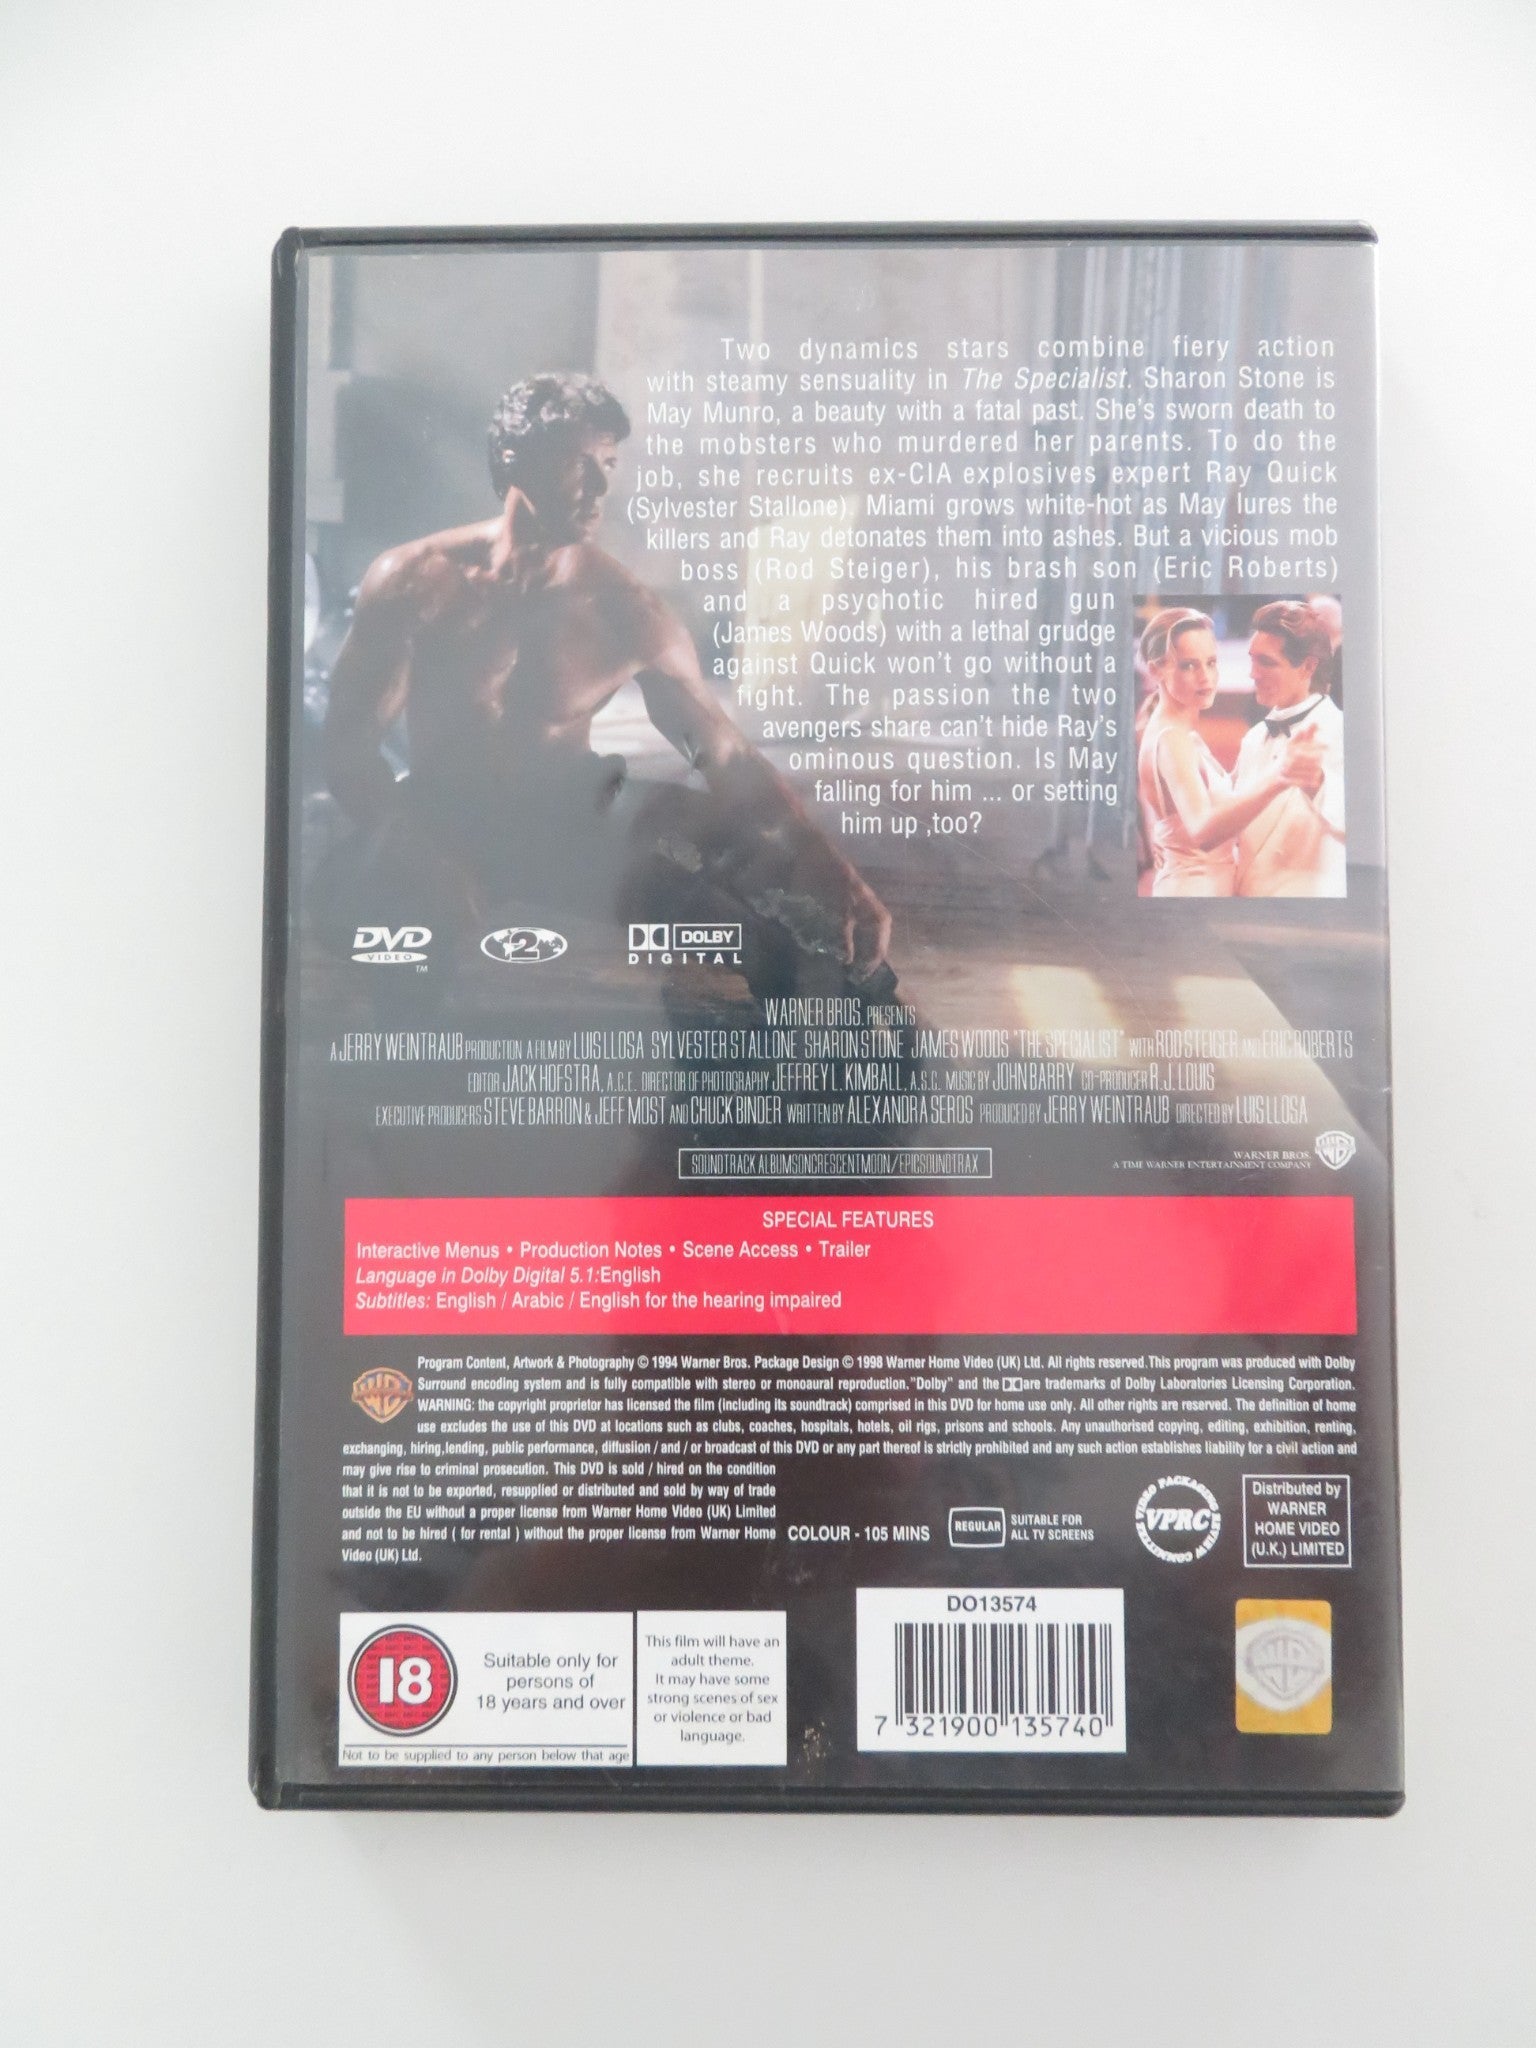 Two dynamics stars combine fiery action
with steamy sensuality in The Specialist. Sharon Stone is
May Munro, a beauty with a fatal past. She's sworn death to
the mobsters who murdered her parents. To do the
job, she recruits ex-CIA explosives expert Ray Quick
(Sylvester Stallone). Miami grows white-hot as May lures the
killers and Ray detonates them into ashes. But a vicious mob
boss (Rod Steiger), his brash son (Eric Roberts)
and a psychotic hired gun
(James Woods) with a lethal grudge
against Quick won't go without a
fight. The passion the two
avengers share can't hide Ray's
ominous question. Is May
falling for him ... or setting
him up ,too?
DVD
VIDEO
TM
2
DOLBY
DIGITAL
WARNER BROS. PRESENTS
A JERRY WEINTRAUB PRODUCTION A FILM BY LUIS LLOSA SYLVESTER STALLONE SHARON STONE JAMES WOODS "THE SPECIALIST" WITH ROD STEIGER AND ERIC ROBERTS
EDITOR JACK HOFSTRA, A.C.E. DIRECTOR OF PHOTOGRAPHY JEFFREY L. KIMBALL, A.S.C. MUSIC BY JOHN BARRY CO-PRODUCER R.J. LOUIS
EXECUTIVE PRODUCERS STEVE BARRON & JEFF MOST AND CHUCK BINDER WRITTEN BY ALEXANDRA SEROS PRODUCED BY JERRY WEINTRAUB DIRECTED BY LUIS LLOSA
SOUNDTRACK ALBUMS ON CRESCENT MOON/EPIC SOUNDTRAX
WARNER BROS.
A TIME WARNER ENTERTAINMENT COMPANY
SPECIAL FEATURES
Interactive Menus • Production Notes • Scene Access • Trailer
Language in Dolby Digital 5.1:English
Subtitles: English / Arabic / English for the hearing impaired
Program Content, Artwork & Photography © 1994 Warner Bros. Package Design © 1998 Warner Home Video (UK) Ltd. All rights reserved.This program was produced with Dolby
Surround encoding system and is fully compatible with stereo or monoaural reproduction."Dolby" and the are trademarks of Dolby Laboratories Licensing Corporation.
WARNING: the copyright proprietor has licensed the film (including its soundtrack) comprised in this DVD for home use only. All other rights are reserved. The definition of home
use excludes the use of this DVD at locations such as clubs, coaches, hospitals, hotels, oil rigs, prisons and schools. Any unauthorised copying, editing, exhibition, renting,
exchanging, hiring,lending, public performance, diffusiion / and / or broadcast of this DVD or any part thereof is strictly prohibited and any such action establishes liability for a civil action and
may give rise to criminal prosecution. This DVD is sold / hired on the condition
that it is not to be exported, resupplied or distributed and sold by way of trade
outside the EU without a proper license from Warner Home Video (UK) Limited
and not to be hired ( for rental ) without the proper license from Warner Home
Video (UK) Ltd.
COLOUR - 105 MINS
REGULAR
SUITABLE FOR
ALL TV SCREENS
VIDEO PACKAGING REVIEW COMMITTEE
VPRC
Distributed by
WARNER
HOME VIDEO
(U.K.) LIMITED
18
Suitable only for
persons of
18 years and over
Not to be supplied to any person below that age
This film will have an
adult theme.
It may have some
strong scenes of sex
or violence or bad
language.
DO13574
7 321900 135740